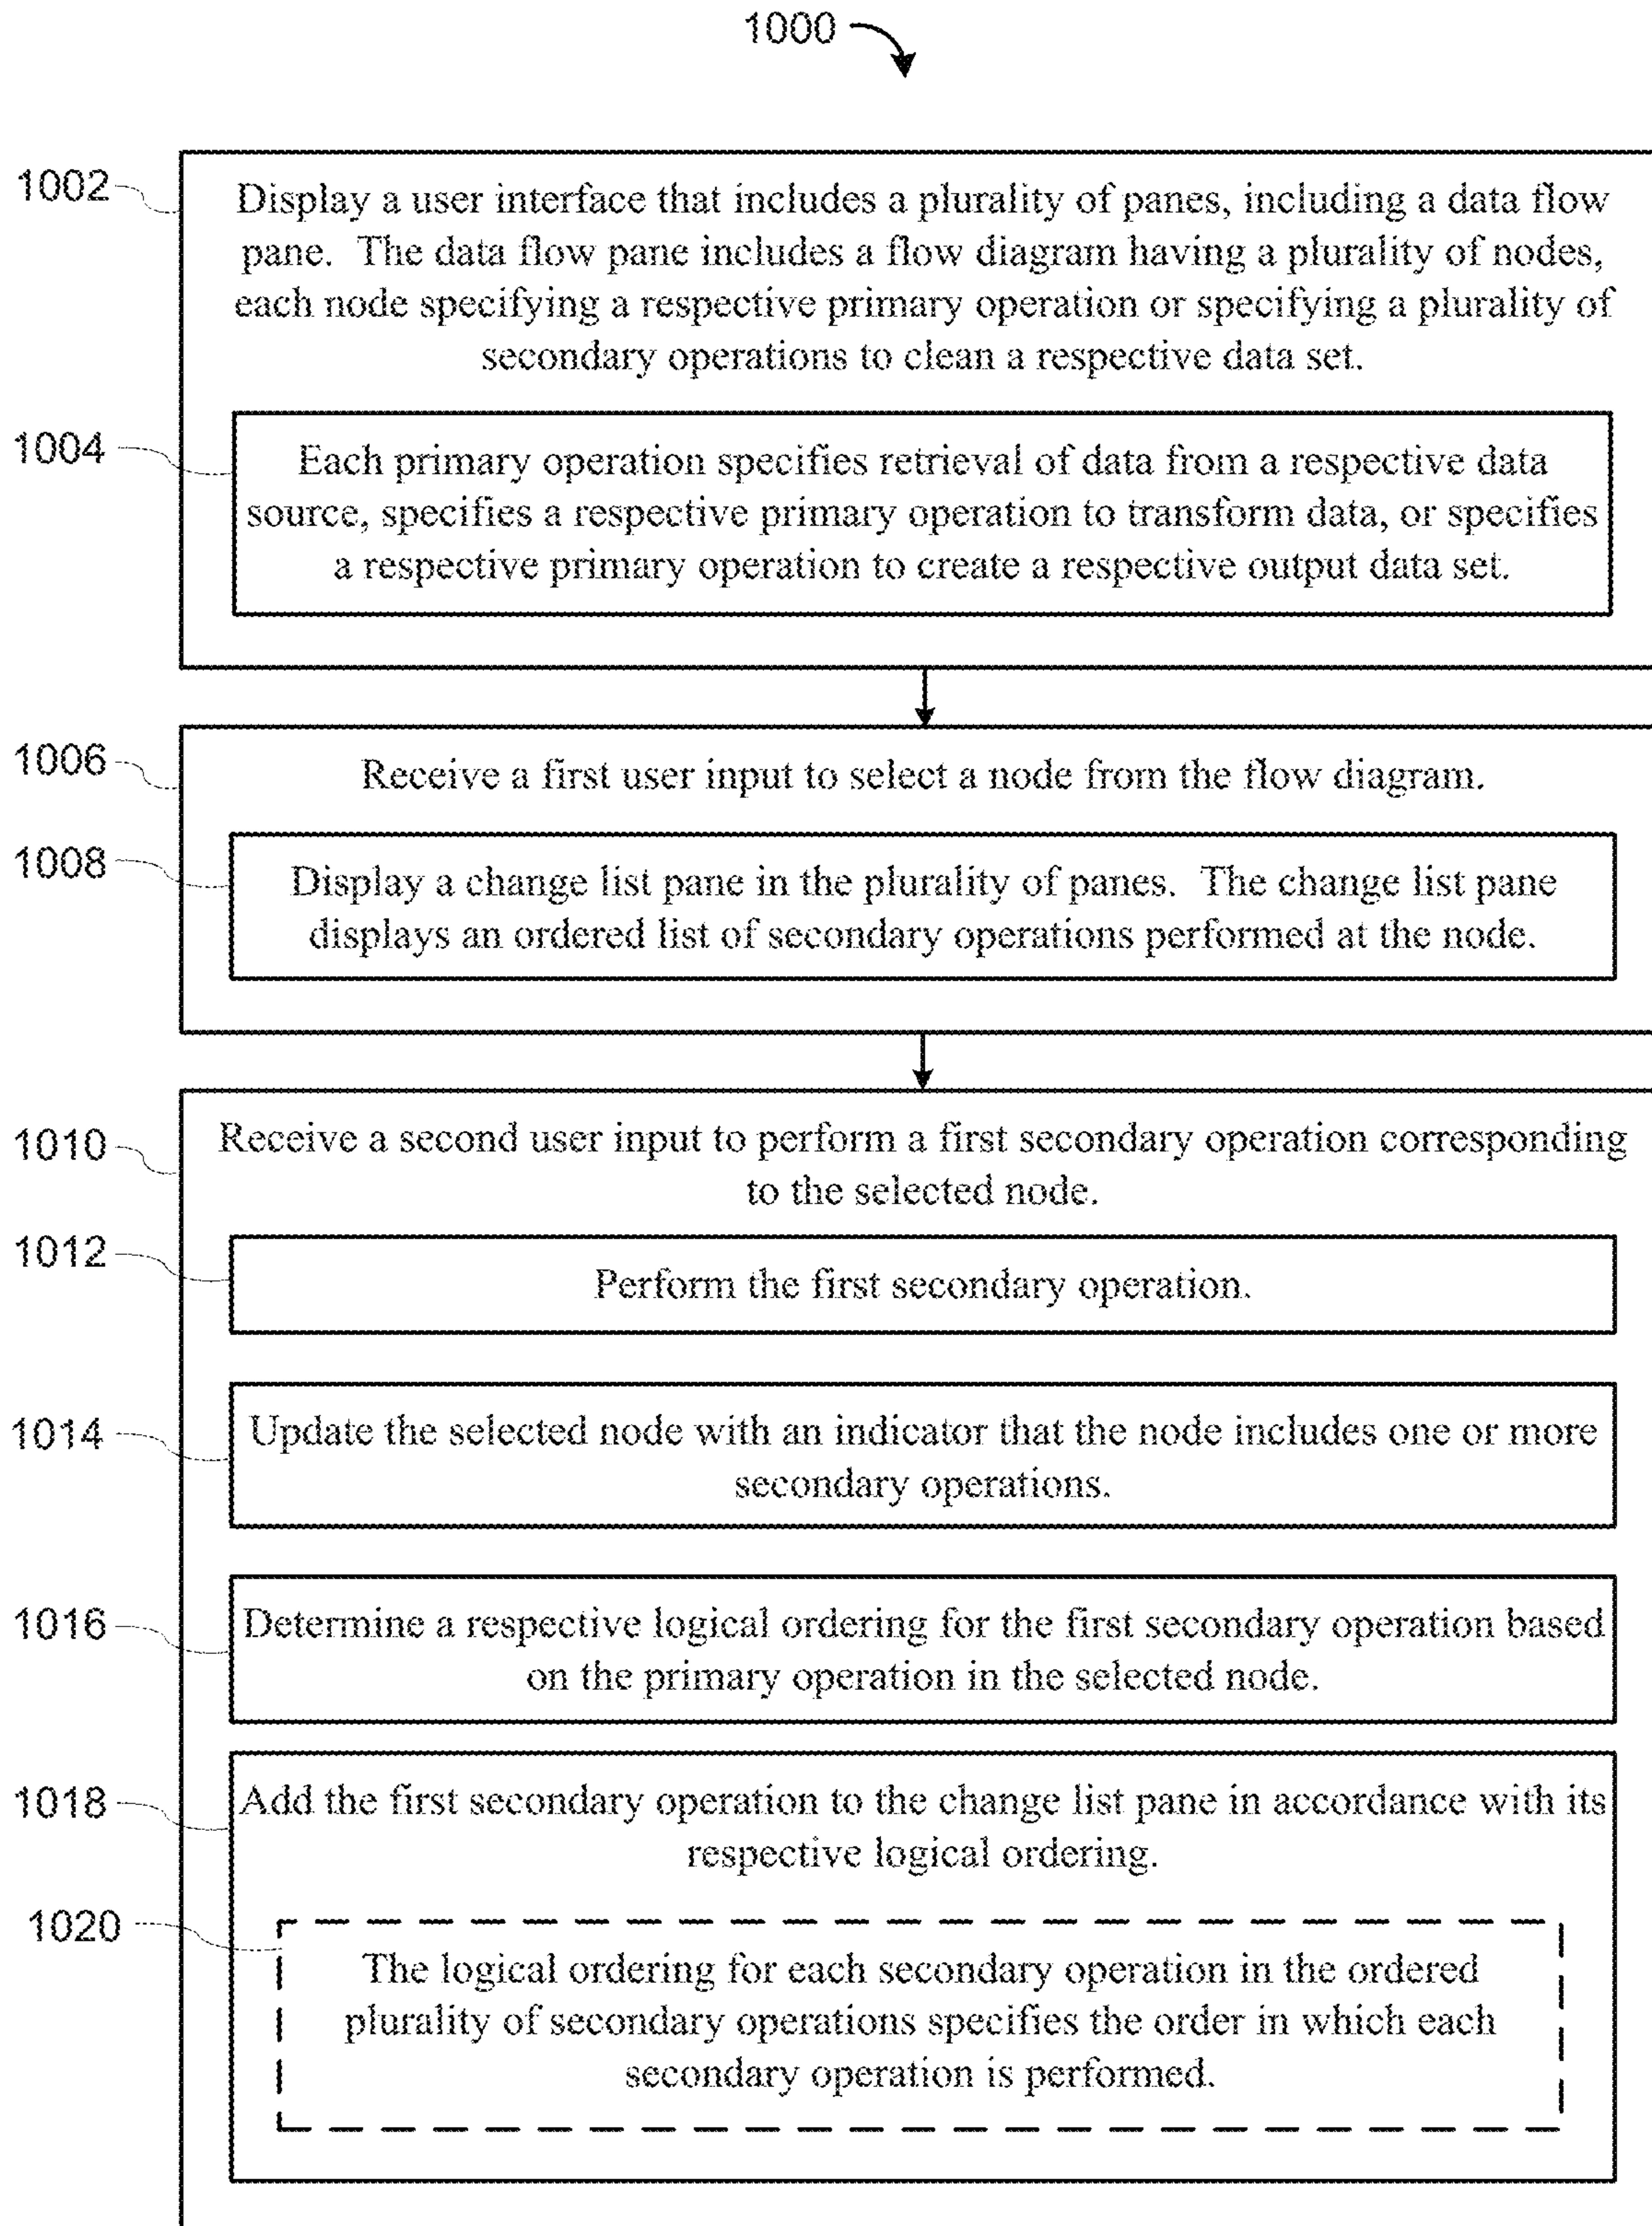 1000
1002
Display a user interface that includes a plurality of panes, including a data flow
pane. The data flow pane includes a flow diagram having a plurality of nodes,
each node specifying a respective primary operation or specifying a plurality of
secondary operations to clean a respective data set.
1004
Each primary operation specifies retrieval of data from a respective data
source, specifies a respective primary operation to transform data, or specifies
a respective primary operation to create a respective output data set.
1006
Receive a first user input to select a node from the flow diagram.
1008
Display a change list pane in the plurality of panes. The change list pane
displays an ordered list of secondary operations performed at the node.
1010
Receive a second user input to perform a first secondary operation corresponding
to the selected node.
1012
Perform the first secondary operation.
1014
Update the selected node with an indicator that the node includes one or more
secondary operations.
1016
Determine a respective logical ordering for the first secondary operation based
on the primary operation in the selected node.
1018
Add the first secondary operation to the change list pane in accordance with its
respective logical ordering.
1020
The logical ordering for each secondary operation in the ordered
plurality of secondary operations specifies the order in which each
secondary operation is performed.